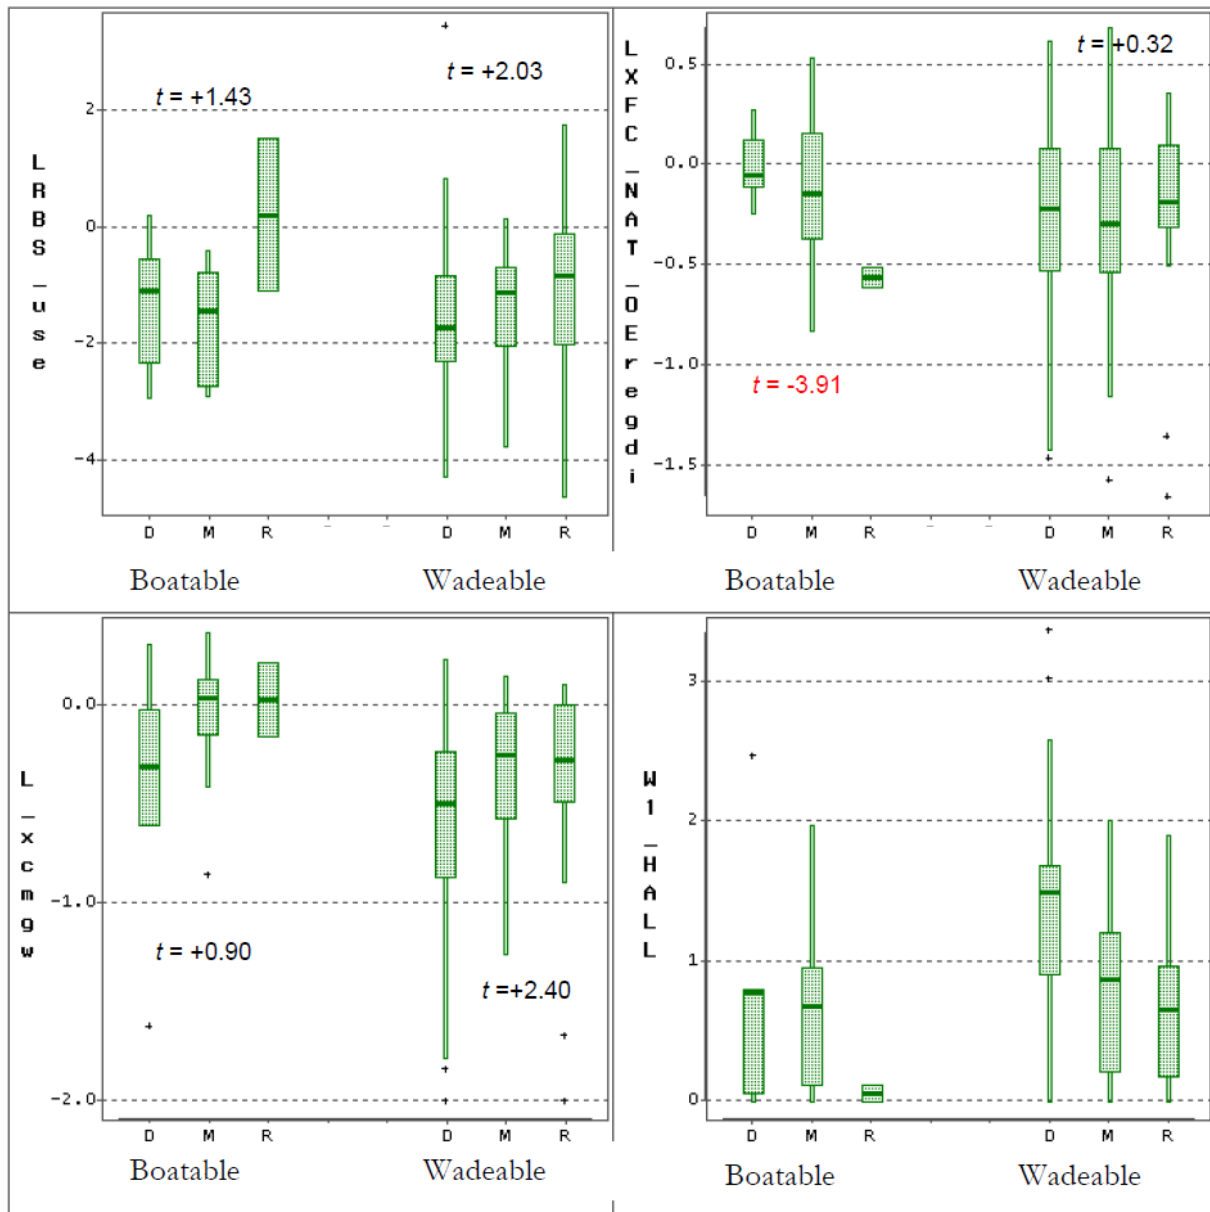 LRBS_use
t = +1.43
t = +2.03
2
0
-2
-4
D M R D M R
Boatable Wadeable
LXFC_NAT_OEregdi
t = +0.32
0.5
0.0
-0.5
-1.0
t = -3.91
-1.5
D M R D M R
Boatable Wadeable
L_xcmgw
0.0
-1.0
t = +0.90
t =+2.40
-2.0
D M R D M R
Boatable Wadeable
W1_HALL
3
2
1
0
D M R D M R
Boatable Wadeable